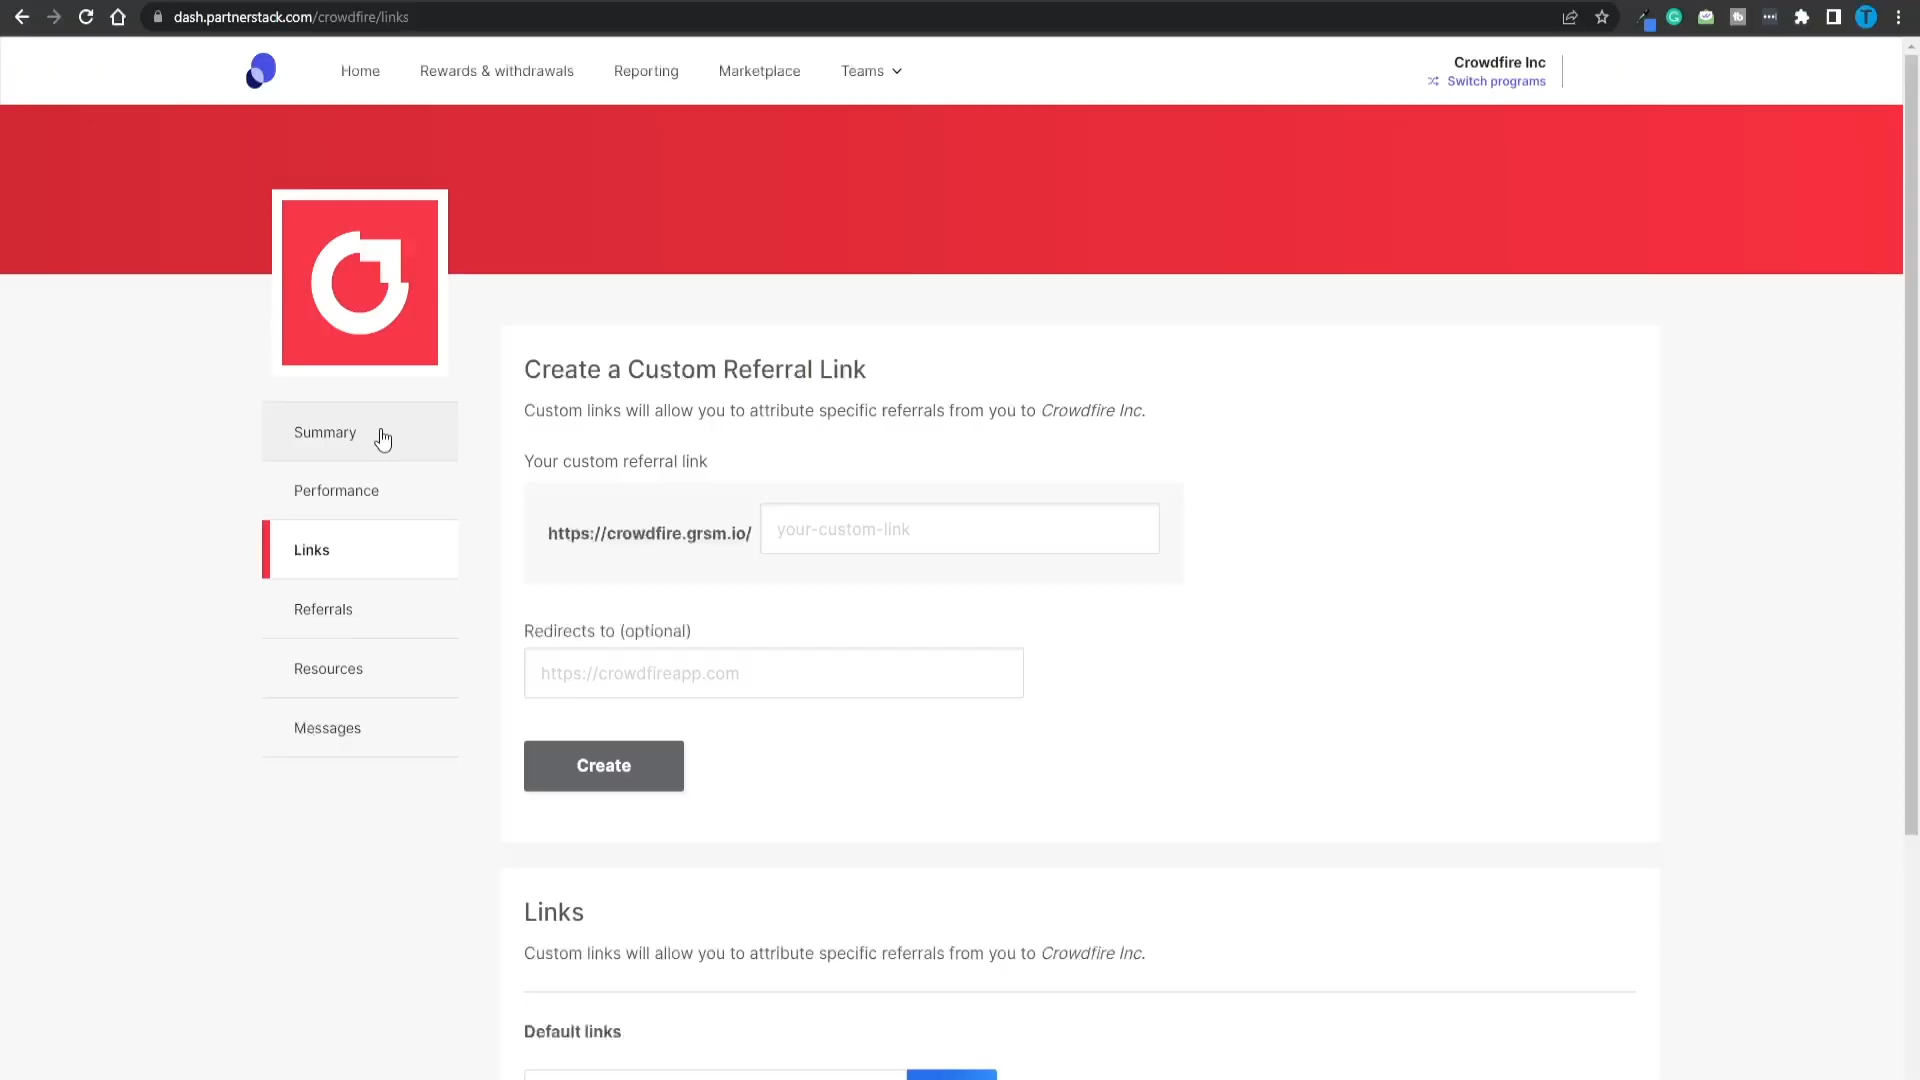 dash.partnerstack.com/crowdfire/links
Home
Rewards & withdrawals
Reporting
Marketplace
Teams
Crowdfire Inc
Switch programs
Summary
Performance
Links
Referrals
Resources
Messages
Create a Custom Referral Link
Custom links will allow you to attribute specific referrals from you to Crowdfire Inc.
Your custom referral link
https://crowdfire.grsm.io/
your-custom-link
Redirects to (optional)
https://crowdfireapp.com
Create
Links
Custom links will allow you to attribute specific referrals from you to Crowdfire Inc.
Default links